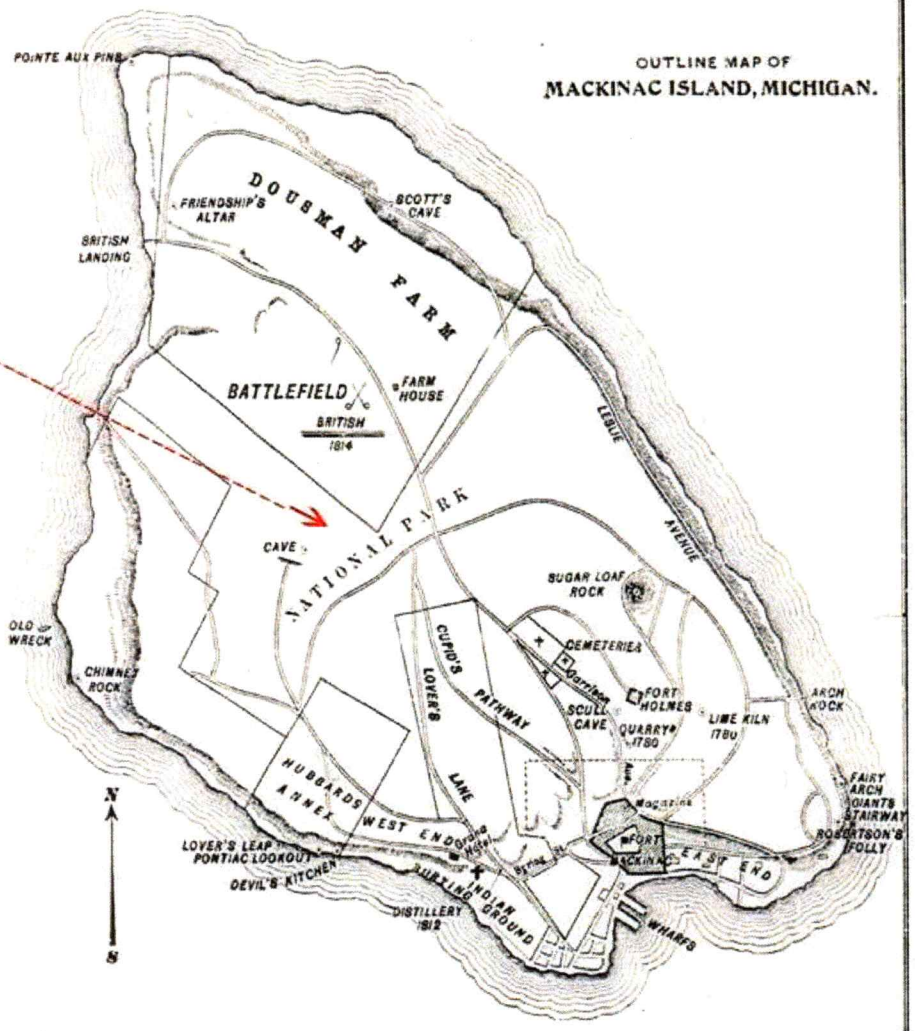 OUTLINE MAP OF
MACKINAC ISLAND, MICHIGAN.
POINTE AUX PINS
FRIENDSHIP'S
ALTAR
DOUSMAN FARM
SCOTT'S
CAVE
BRITISH
LANDING
BATTLEFIELD
BRITISH
1814
FARM
HOUSE
LESLIE
AVENUE
NATIONAL PARK
CAVE
SUGAR LOAF
ROCK
OLD
WRECK
CHIMNEY
ROCK
CUPID'S
PATHWAY
LOVER'S
LANE
CEMETERIES
Garrison
SCULL
CAVE
FORT
HOLMES
QUARRY
1780
LIME KILN
1780
ARCH
ROCK
HUBBARDS
ANNEX
WEST END
Grand
Hotel
Ave.
Magazine
FORT
MACKINAC
EAST END
FAIRY
ARCH
GIANTS
STAIRWAY
ROBERTSON'S
FOLLY
N
S
LOVER'S LEAP
PONTIAC LOOKOUT
DEVIL'S KITCHEN
INDIAN
BURYING GROUND
DISTILLERY
1812
WHARFS